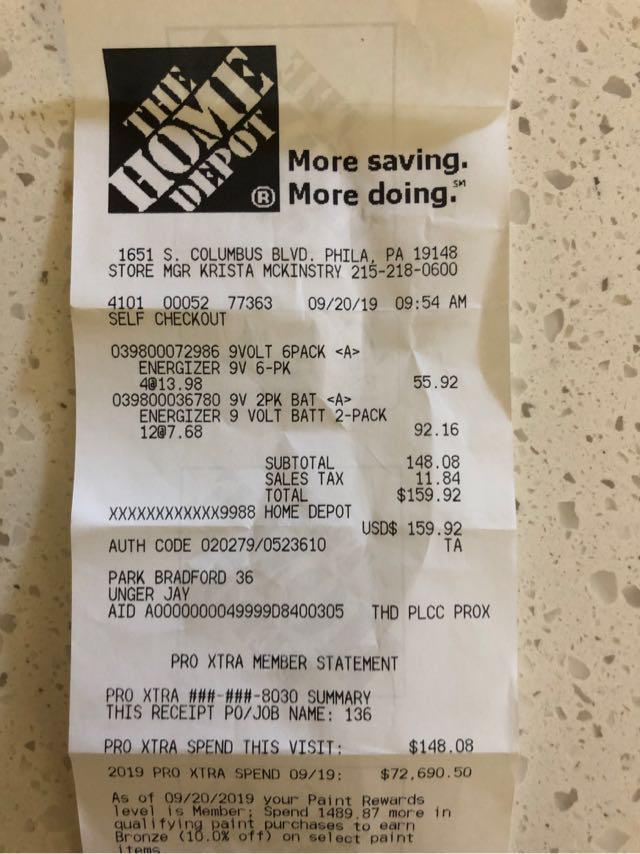 THE
HOME
DEPOT
®
More saving.
More doing.℠
1651 S. COLUMBUS BLVD. PHILA, PA 19148
STORE MGR KRISTA MCKINSTRY 215-218-0600
4101 00052 77363 09/20/19 09:54 AM
SELF CHECKOUT
039800072986 9VOLT 6PACK <A>
ENERGIZER 9V 6-PK
4@13.98 55.92
039800036780 9V 2PK BAT <A>
ENERGIZER 9 VOLT BATT 2-PACK
12@7.68 92.16
SUBTOTAL 148.08
SALES TAX 11.84
TOTAL $159.92
XXXXXXXXXXXX9988 HOME DEPOT
USD$ 159.92
AUTH CODE 020279/0523610 TA
PARK BRADFORD 36
UNGER JAY
AID A0000000049999D8400305 THD PLCC PROX
PRO XTRA MEMBER STATEMENT
PRO XTRA ###-###-8030 SUMMARY
THIS RECEIPT PO/JOB NAME: 136
PRO XTRA SPEND THIS VISIT: $148.08
2019 PRO XTRA SPEND 09/19: $72,690.50
As of 09/20/2019 your Paint Rewards
level is Member; Spend 1489.87 more in
qualifying paint purchases to earn
Bronze (10.0% off) on select paint
items